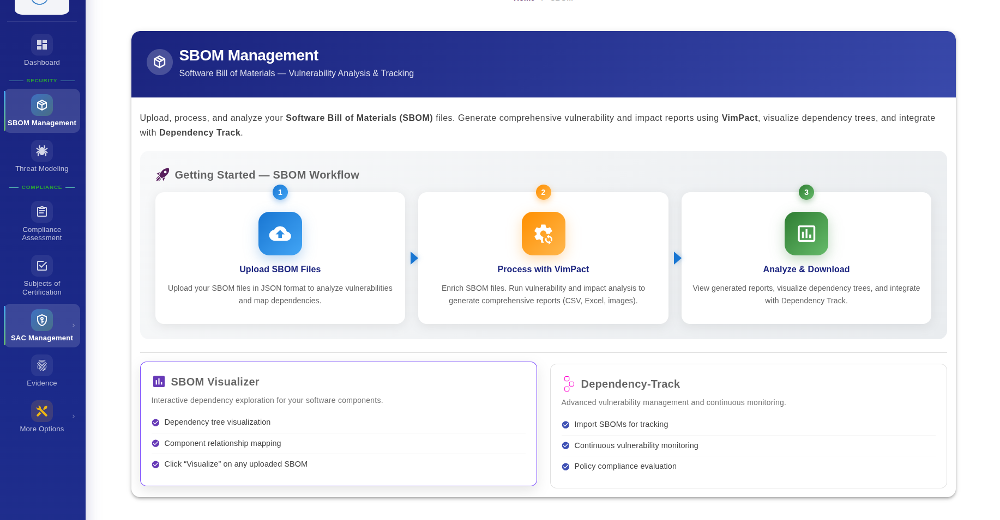 Dashboard
SECURITY
SBOM Management
Threat Modeling
COMPLIANCE
Compliance
Assessment
Subjects of
Certification
SAC Management
Evidence
More Options
SBOM Management
Software Bill of Materials — Vulnerability Analysis & Tracking
Upload, process, and analyze your Software Bill of Materials (SBOM) files. Generate comprehensive vulnerability and impact reports using VimPact, visualize dependency trees, and integrate
with Dependency Track.
Getting Started — SBOM Workflow
1
Upload SBOM Files
Upload your SBOM files in JSON format to analyze vulnerabilities
and map dependencies.
2
Process with VimPact
Enrich SBOM files. Run vulnerability and impact analysis to
generate comprehensive reports (CSV, Excel, images).
3
Analyze & Download
View generated reports, visualize dependency trees, and integrate
with Dependency Track.
SBOM Visualizer
Interactive dependency exploration for your software components.
Dependency tree visualization
Component relationship mapping
Click “Visualize” on any uploaded SBOM
Dependency-Track
Advanced vulnerability management and continuous monitoring.
Import SBOMs for tracking
Continuous vulnerability monitoring
Policy compliance evaluation